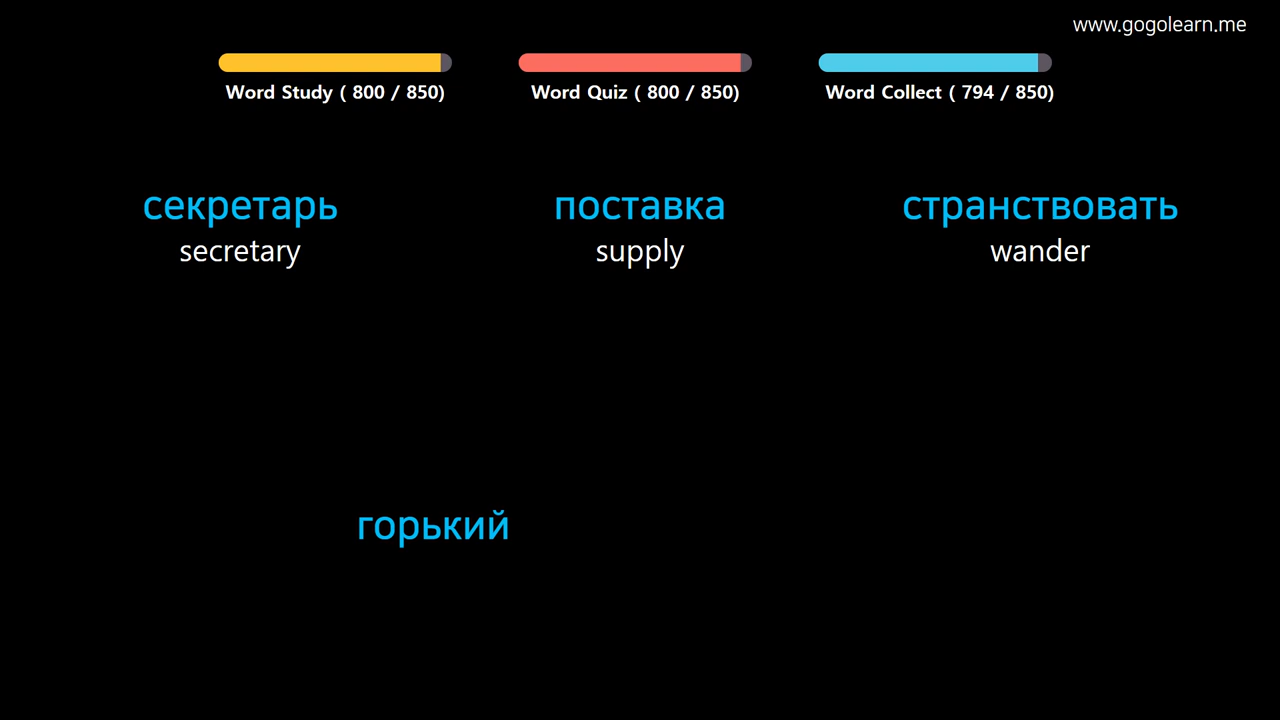 www.gogolearn.me
Word Study ( 800 / 850)
Word Quiz ( 800 / 850)
Word Collect ( 794 / 850)
секретарь
secretary
поставка
supply
странствовать
wander
горький